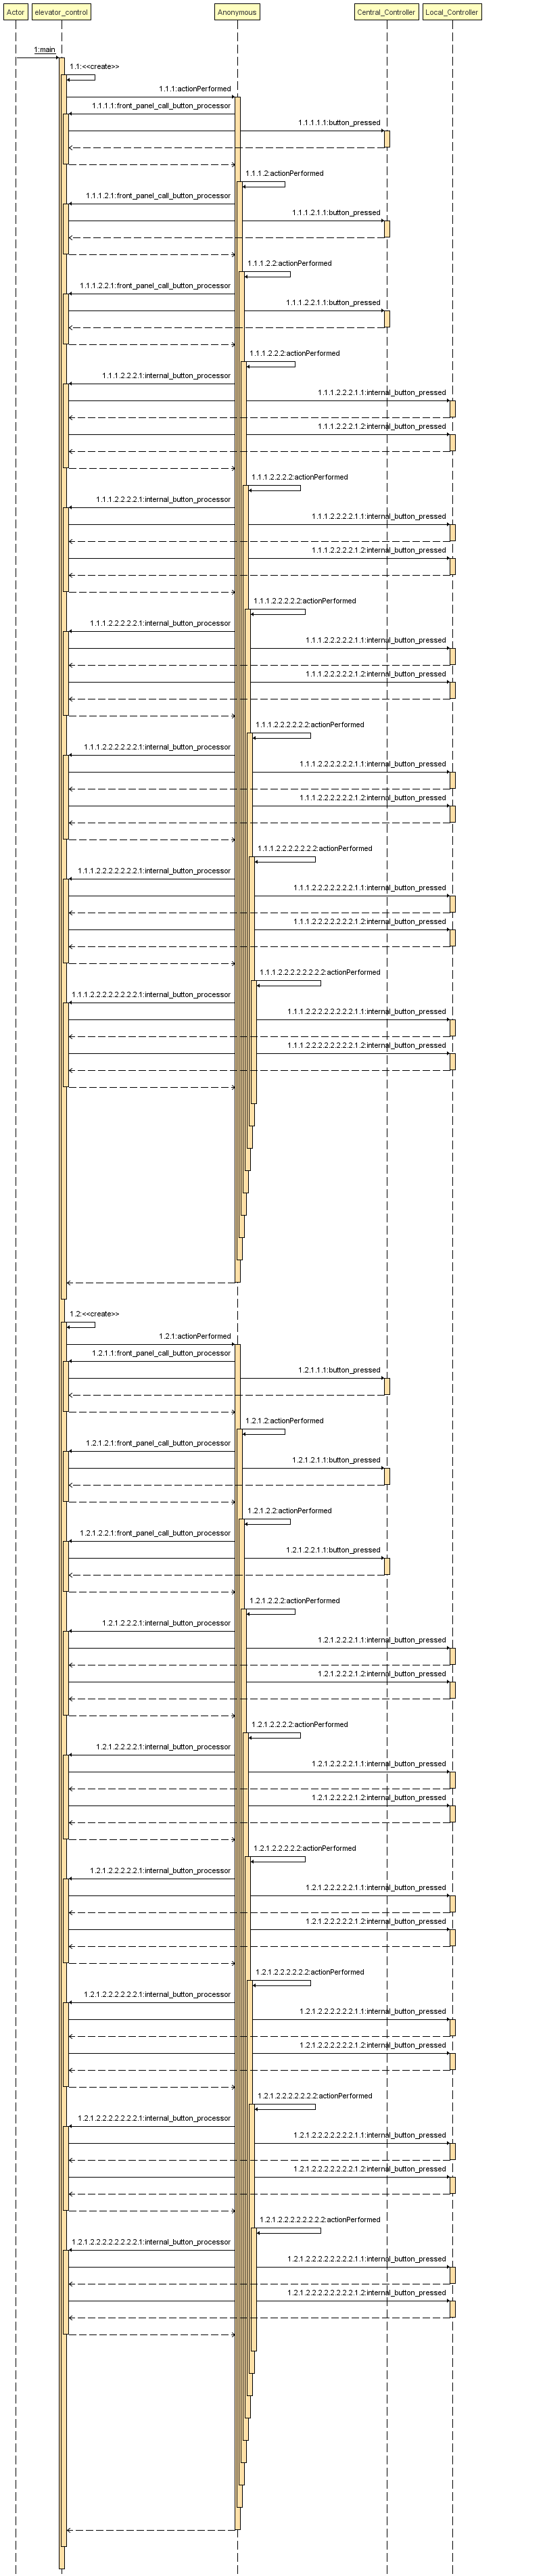 Actor
elevator_control
Anonymous
Central_Controller
Local_Controller
1:main
1.1:<<create>>
1.1.1:actionPerformed
1.1.1.1:front_panel_call_button_processor
1.1.1.1.1:button_pressed
1.1.1.2:actionPerformed
1.1.1.2.1:front_panel_call_button_processor
1.1.1.2.1.1:button_pressed
1.1.1.2.2:actionPerformed
1.1.1.2.2.1:front_panel_call_button_processor
1.1.1.2.2.1.1:button_pressed
1.1.1.2.2.2:actionPerformed
1.1.1.2.2.2.1:internal_button_processor
1.1.1.2.2.2.1.1:internal_button_pressed
1.1.1.2.2.2.1.2:internal_button_pressed
1.1.1.2.2.2.2:actionPerformed
1.1.1.2.2.2.2.1:internal_button_processor
1.1.1.2.2.2.2.1.1:internal_button_pressed
1.1.1.2.2.2.2.1.2:internal_button_pressed
1.1.1.2.2.2.2.2:actionPerformed
1.1.1.2.2.2.2.2.1:internal_button_processor
1.1.1.2.2.2.2.2.1.1:internal_button_pressed
1.1.1.2.2.2.2.2.1.2:internal_button_pressed
1.1.1.2.2.2.2.2.2:actionPerformed
1.1.1.2.2.2.2.2.2.1:internal_button_processor
1.1.1.2.2.2.2.2.2.1.1:internal_button_pressed
1.1.1.2.2.2.2.2.2.1.2:internal_button_pressed
1.1.1.2.2.2.2.2.2.2:actionPerformed
1.1.1.2.2.2.2.2.2.2.1:internal_button_processor
1.1.1.2.2.2.2.2.2.2.1.1:internal_button_pressed
1.1.1.2.2.2.2.2.2.2.1.2:internal_button_pressed
1.1.1.2.2.2.2.2.2.2.2:actionPerformed
1.1.1.2.2.2.2.2.2.2.2.1:internal_button_processor
1.1.1.2.2.2.2.2.2.2.2.1.1:internal_button_pressed
1.1.1.2.2.2.2.2.2.2.2.1.2:internal_button_pressed
1.2:<<create>>
1.2.1:actionPerformed
1.2.1.1:front_panel_call_button_processor
1.2.1.1.1:button_pressed
1.2.1.2:actionPerformed
1.2.1.2.1:front_panel_call_button_processor
1.2.1.2.1.1:button_pressed
1.2.1.2.2:actionPerformed
1.2.1.2.2.1:front_panel_call_button_processor
1.2.1.2.2.1.1:button_pressed
1.2.1.2.2.2:actionPerformed
1.2.1.2.2.2.1:internal_button_processor
1.2.1.2.2.2.1.1:internal_button_pressed
1.2.1.2.2.2.1.2:internal_button_pressed
1.2.1.2.2.2.2:actionPerformed
1.2.1.2.2.2.2.1:internal_button_processor
1.2.1.2.2.2.2.1.1:internal_button_pressed
1.2.1.2.2.2.2.1.2:internal_button_pressed
1.2.1.2.2.2.2.2:actionPerformed
1.2.1.2.2.2.2.2.1:internal_button_processor
1.2.1.2.2.2.2.2.1.1:internal_button_pressed
1.2.1.2.2.2.2.2.1.2:internal_button_pressed
1.2.1.2.2.2.2.2.2:actionPerformed
1.2.1.2.2.2.2.2.2.1:internal_button_processor
1.2.1.2.2.2.2.2.2.1.1:internal_button_pressed
1.2.1.2.2.2.2.2.2.1.2:internal_button_pressed
1.2.1.2.2.2.2.2.2.2:actionPerformed
1.2.1.2.2.2.2.2.2.2.1:internal_button_processor
1.2.1.2.2.2.2.2.2.2.1.1:internal_button_pressed
1.2.1.2.2.2.2.2.2.2.1.2:internal_button_pressed
1.2.1.2.2.2.2.2.2.2.2:actionPerformed
1.2.1.2.2.2.2.2.2.2.2.1:internal_button_processor
1.2.1.2.2.2.2.2.2.2.2.1.1:internal_button_pressed
1.2.1.2.2.2.2.2.2.2.2.1.2:internal_button_pressed